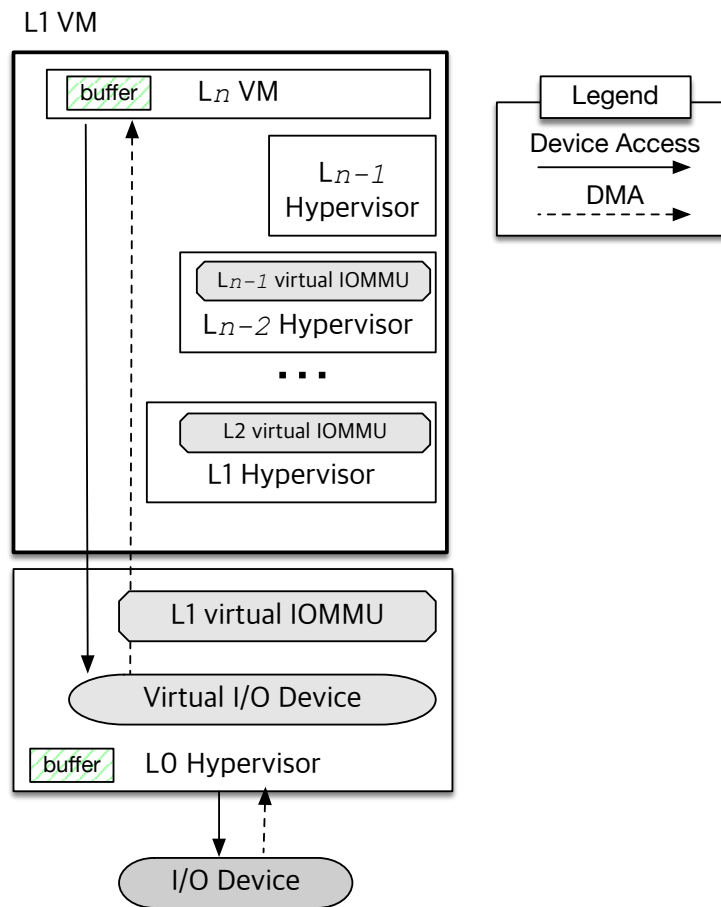 L1 VM
buffer
Ln VM
Ln-1
Hypervisor
Ln-1 virtual IOMMU
Ln-2 Hypervisor
...
L2 virtual IOMMU
L1 Hypervisor
L1 virtual IOMMU
Virtual I/O Device
buffer
L0 Hypervisor
I/O Device
Legend
Device Access
DMA